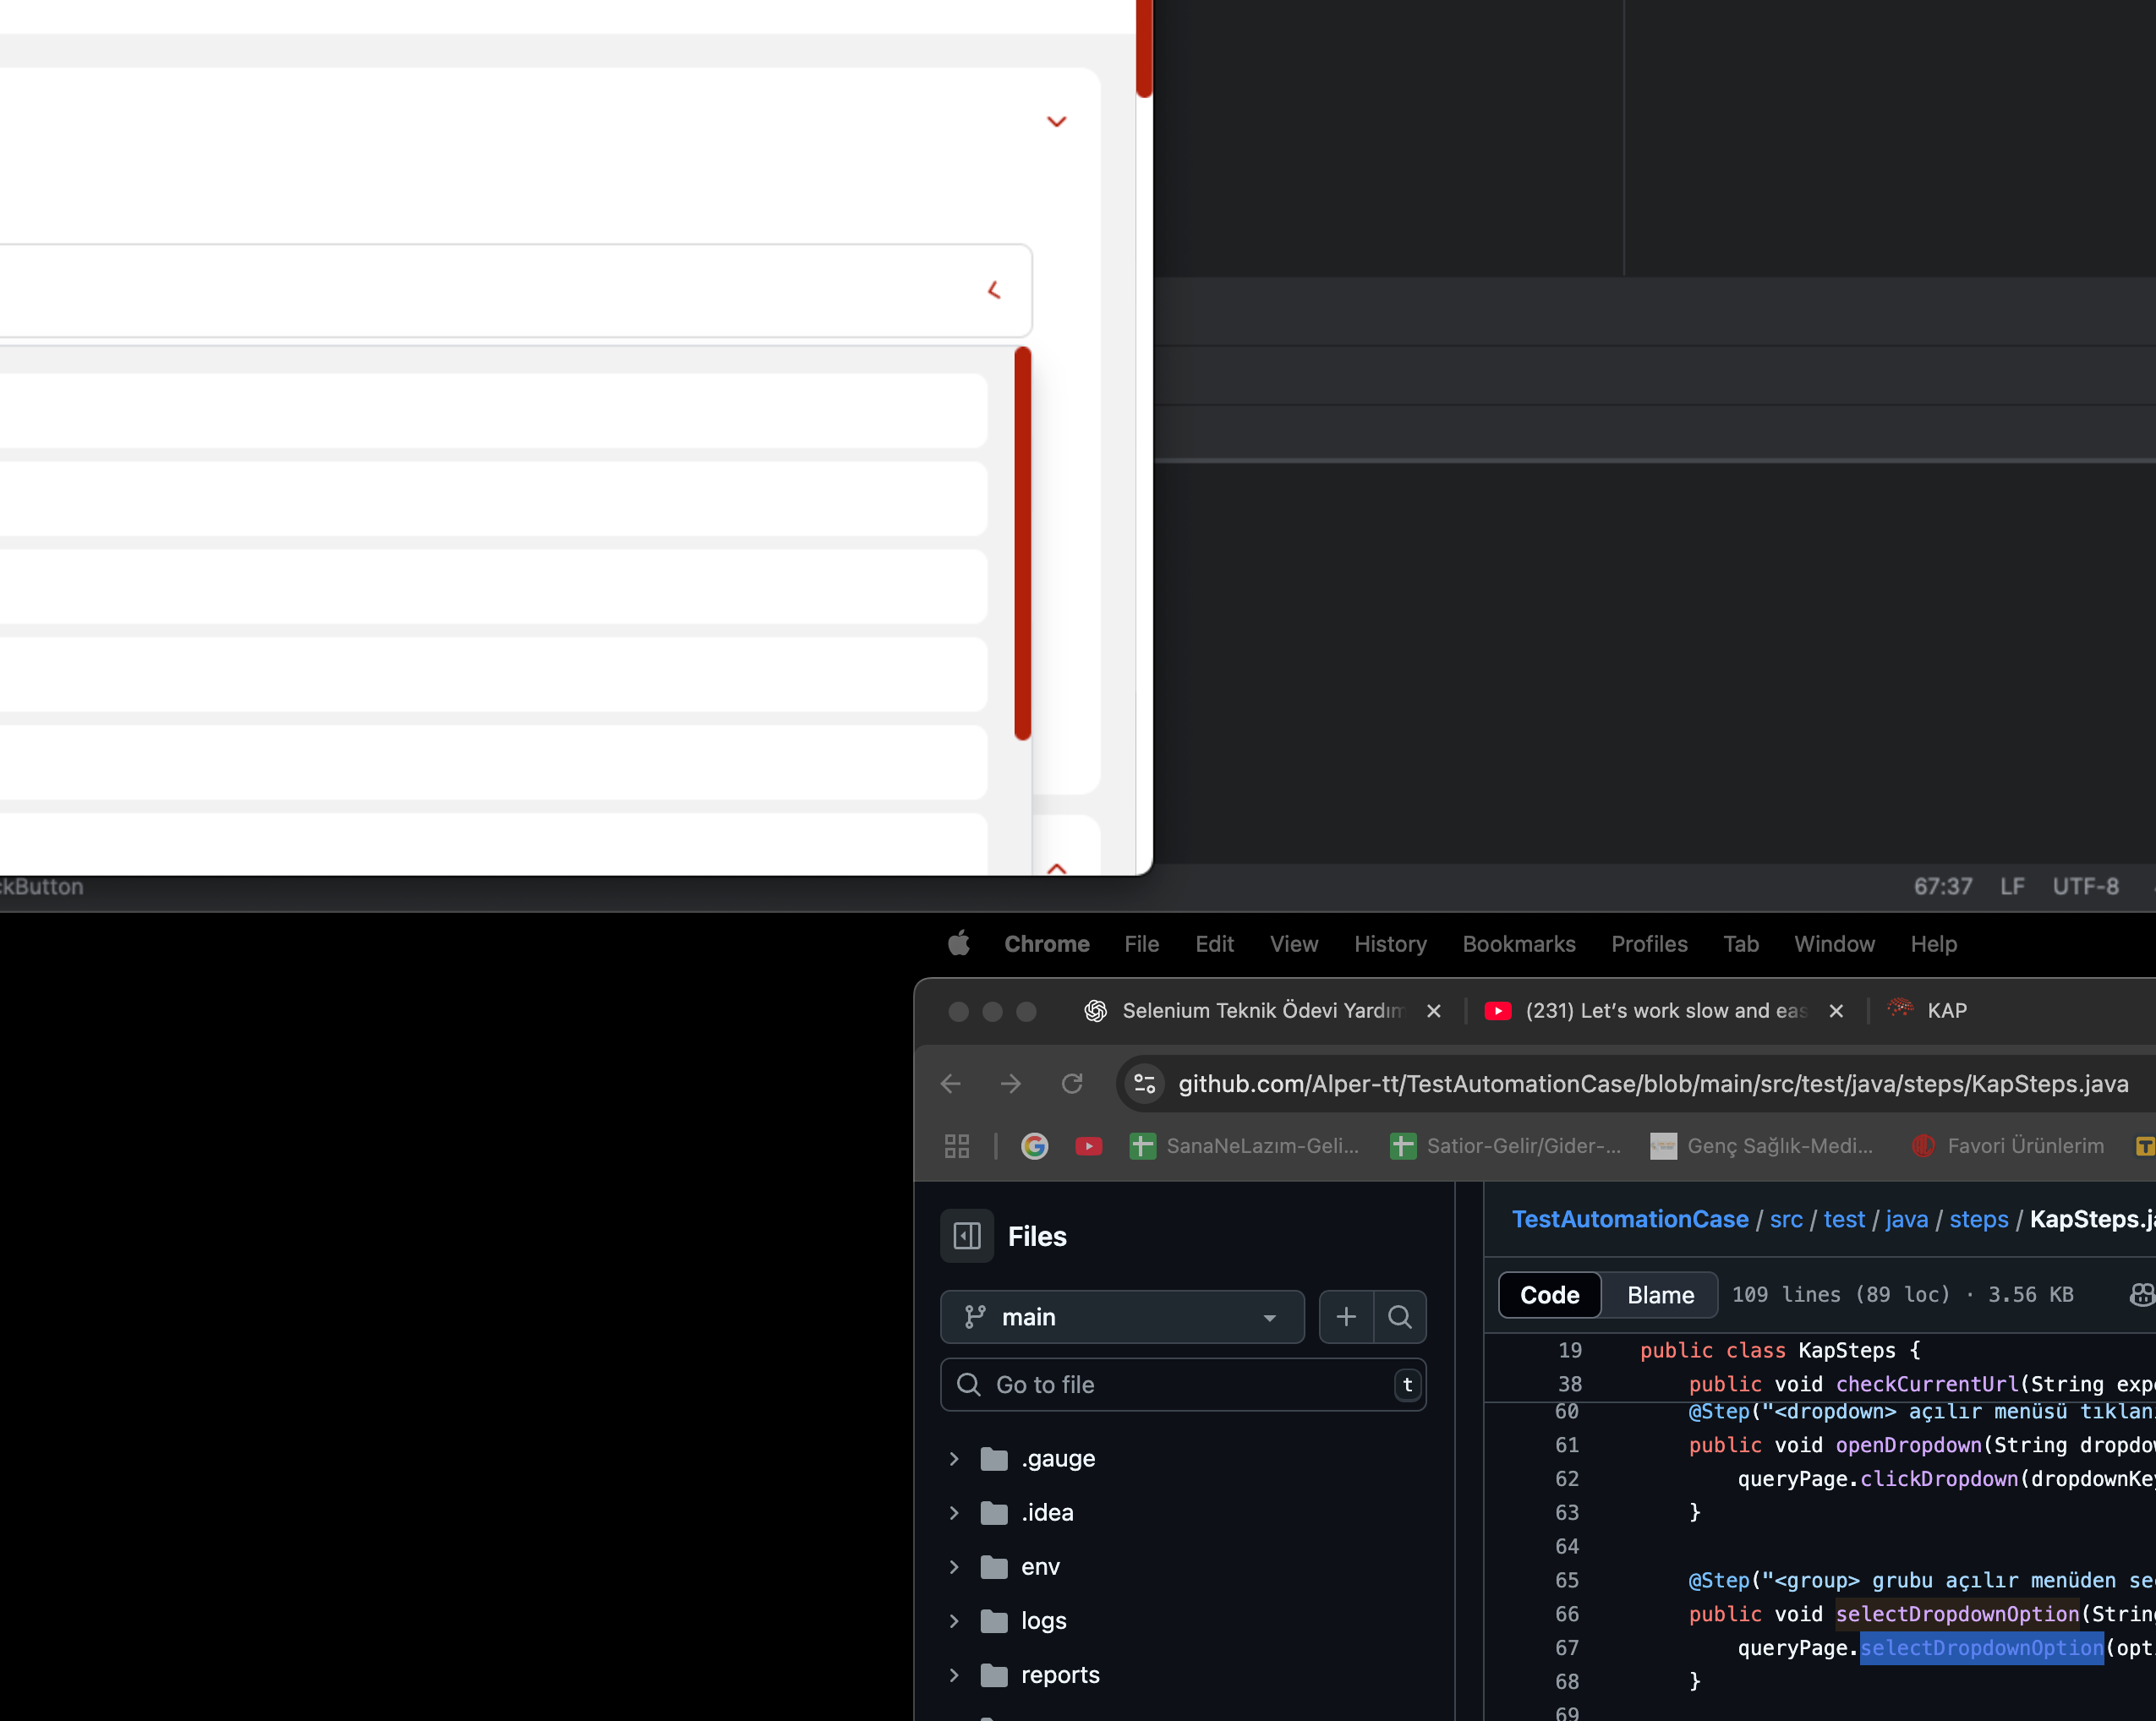 ckButton
67:37 LF UTF-8
Chrome File Edit View History Bookmarks Profiles Tab Window Help
Selenium Teknik Ödevi Yardım (231) Let's work slow and eas KAP
github.com/Alper-tt/TestAutomationCase/blob/main/src/test/java/steps/KapSteps.java
SanaNeLazım-Geli... Satior-Gelir/Gider-... Genç Sağlık-Medi... Favori Ürünlerim
Files
main
Go to file t
.gauge
.idea
env
logs
reports
TestAutomationCase / src / test / java / steps / KapSteps.j
Code Blame 109 lines (89 loc) · 3.56 KB
19 public class KapSteps {
38 public void checkCurrentUrl(String exp
60 @Step("<dropdown> açılır menüsü tıklan
61 public void openDropdown(String dropdow
62 queryPage.clickDropdown(dropdownKe
63 }
64
65 @Step("<group> grubu açılır menüden se
66 public void selectDropdownOption(String
67 queryPage.selectDropdownOption(opt
68 }
69